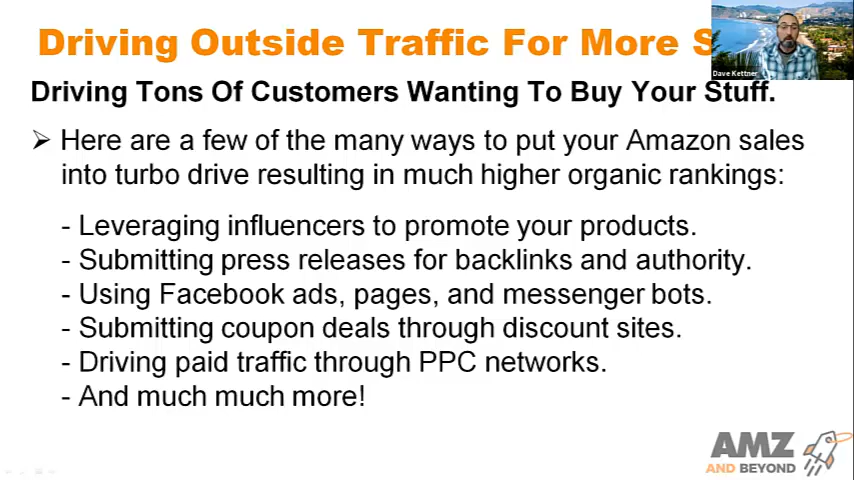 Driving Outside Traffic For More S
Dave Kettner
Driving Tons Of Customers Wanting To Buy Your Stuff.
➢ Here are a few of the many ways to put your Amazon sales
into turbo drive resulting in much higher organic rankings:
- Leveraging influencers to promote your products.
- Submitting press releases for backlinks and authority.
- Using Facebook ads, pages, and messenger bots.
- Submitting coupon deals through discount sites.
- Driving paid traffic through PPC networks.
- And much much more!
AMZ
AND BEYOND